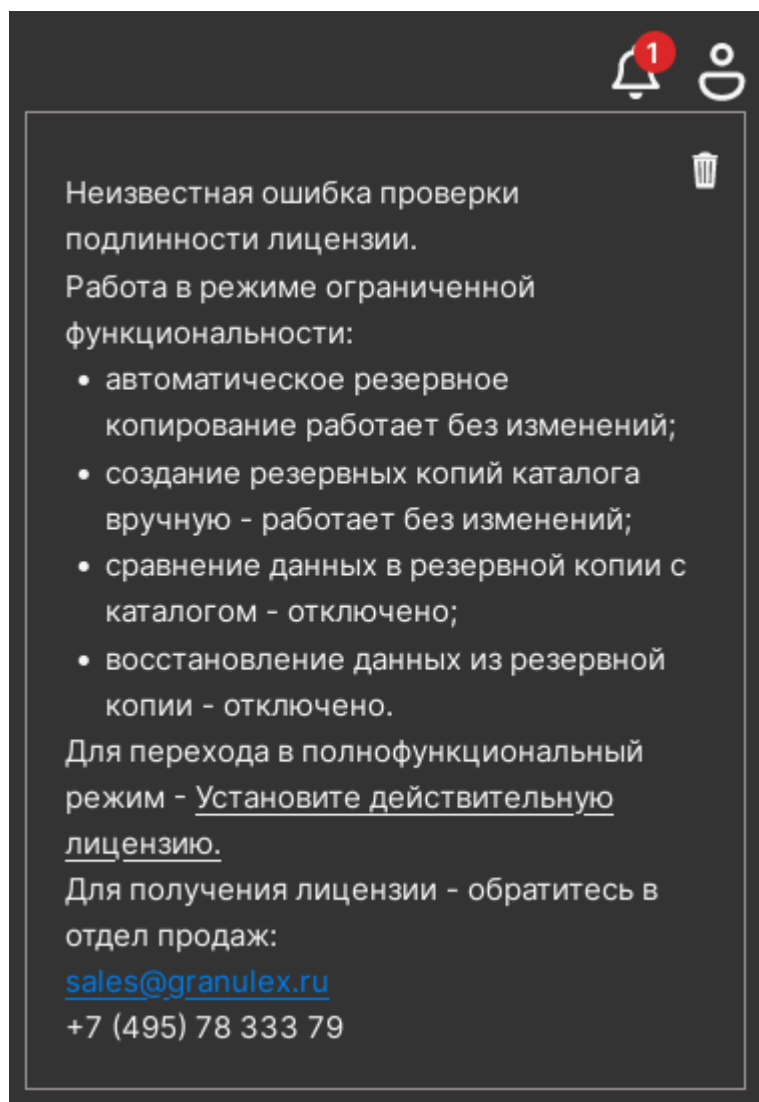 1
Неизвестная ошибка проверки
подлинности лицензии.
Работа в режиме ограниченной
функциональности:
• автоматическое резервное
копирование работает без изменений;
• создание резервных копий каталога
вручную - работает без изменений;
• сравнение данных в резервной копии с
каталогом - отключено;
• восстановление данных из резервной
копии - отключено.
Для перехода в полнофункциональный
режим - Установите действительную
лицензию.
Для получения лицензии - обратитесь в
отдел продаж:
sales@granulex.ru
+7 (495) 78 333 79